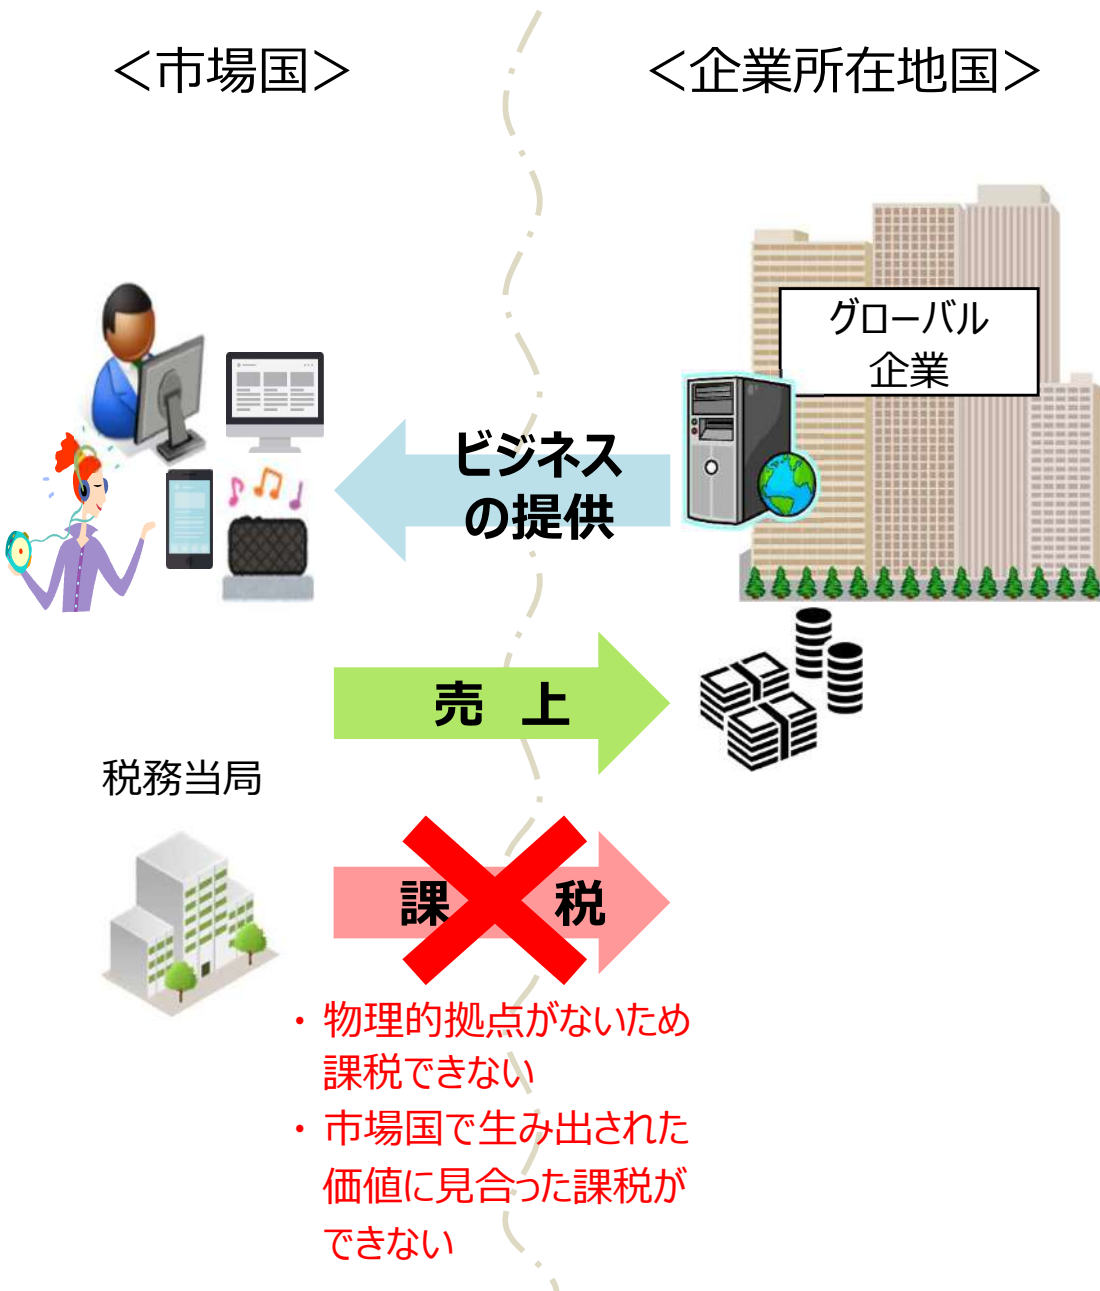 ＜市場国＞
＜企業所在地国＞
グローバル
企業
ビジネス
の提供
売　上
税務当局
課　税
・ 物理的拠点がないため
課税できない
・ 市場国で生み出された
価値に見合った課税が
できない